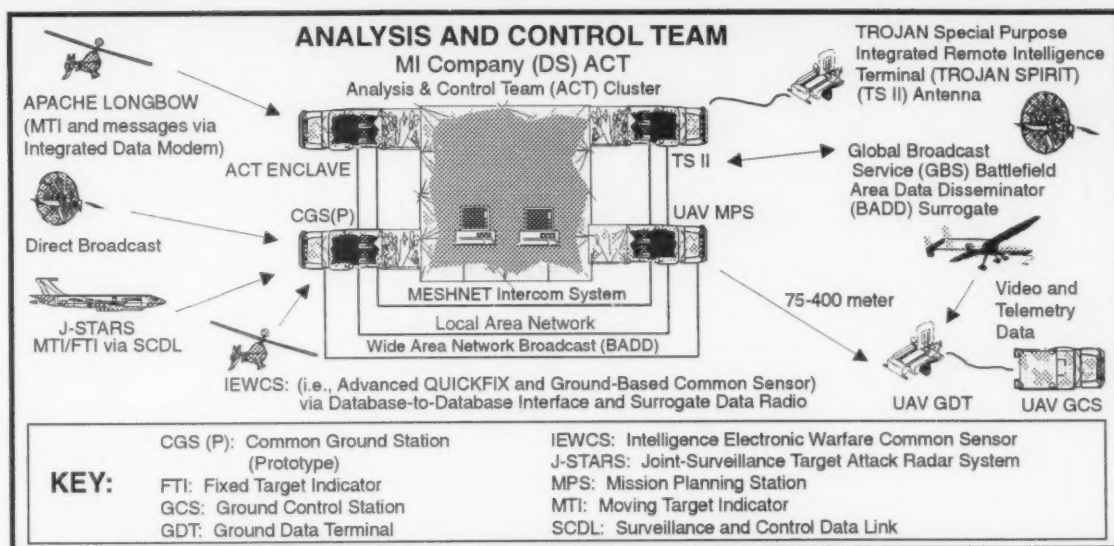 ANALYSIS AND CONTROL TEAM
MI Company (DS) ACT
Analysis & Control Team (ACT) Cluster
APACHE LONGBOW
(MTI and messages via
Integrated Data Modem)
ACT ENCLAVE
CGS(P)
Direct Broadcast
J-STARS
MTI/FTI via SCDL
TROJAN Special Purpose
Integrated Remote Intelligence
Terminal (TROJAN SPIRIT)
(TS II) Antenna
TS II
Global Broadcast
Service (GBS) Battlefield
Area Data Disseminator
(BADD) Surrogate
UAV MPS
MESHNET Intercom System
Local Area Network
Wide Area Network Broadcast (BADD)
75-400 meter
Video and
Telemetry
Data
IEWCS: (i.e., Advanced QUICKFIX and Ground-Based Common Sensor)
via Database-to-Database Interface and Surrogate Data Radio
UAV GDT
UAV GCS
KEY:
CGS (P): Common Ground Station
(Prototype)
FTI: Fixed Target Indicator
GCS: Ground Control Station
GDT: Ground Data Terminal
IEWCS: Intelligence Electronic Warfare Common Sensor
J-STARS: Joint-Surveillance Target Attack Radar System
MPS: Mission Planning Station
MTI: Moving Target Indicator
SCDL: Surveillance and Control Data Link